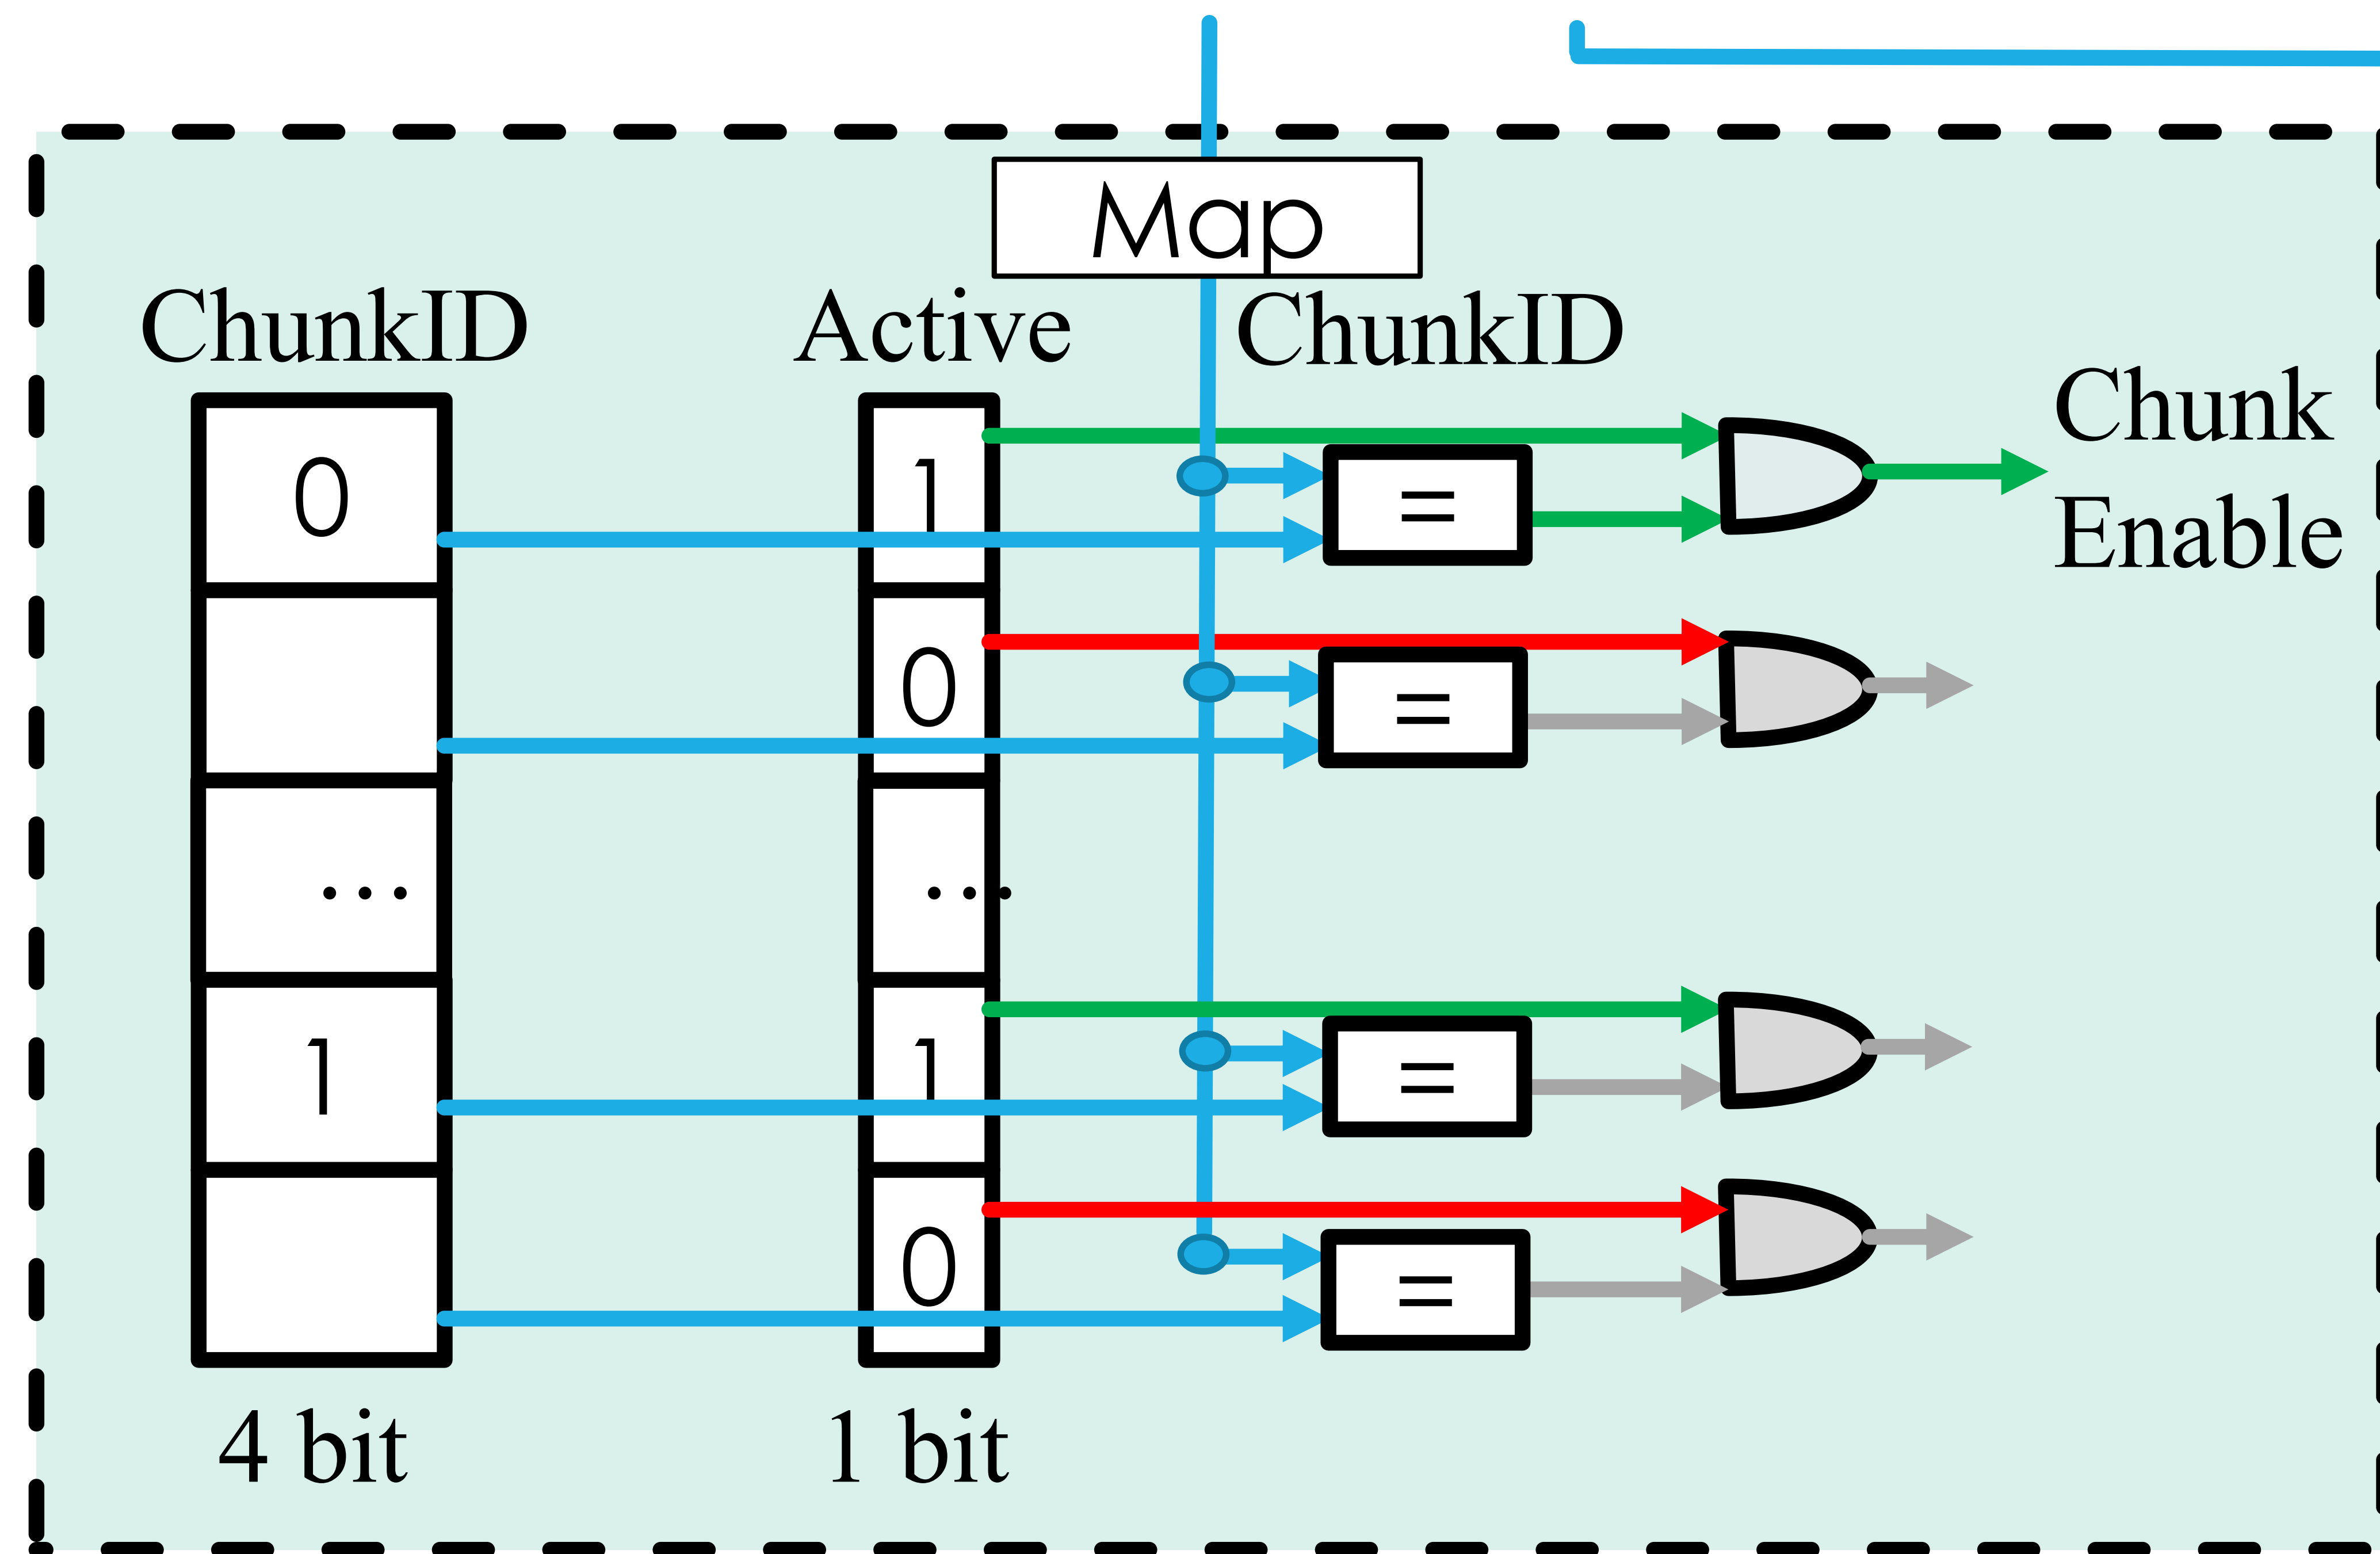 Map
ChunkID Active ChunkID
Chunk
Enable
0 1 =
0 =
... ...
1 1 =
0 =
4 bit 1 bit